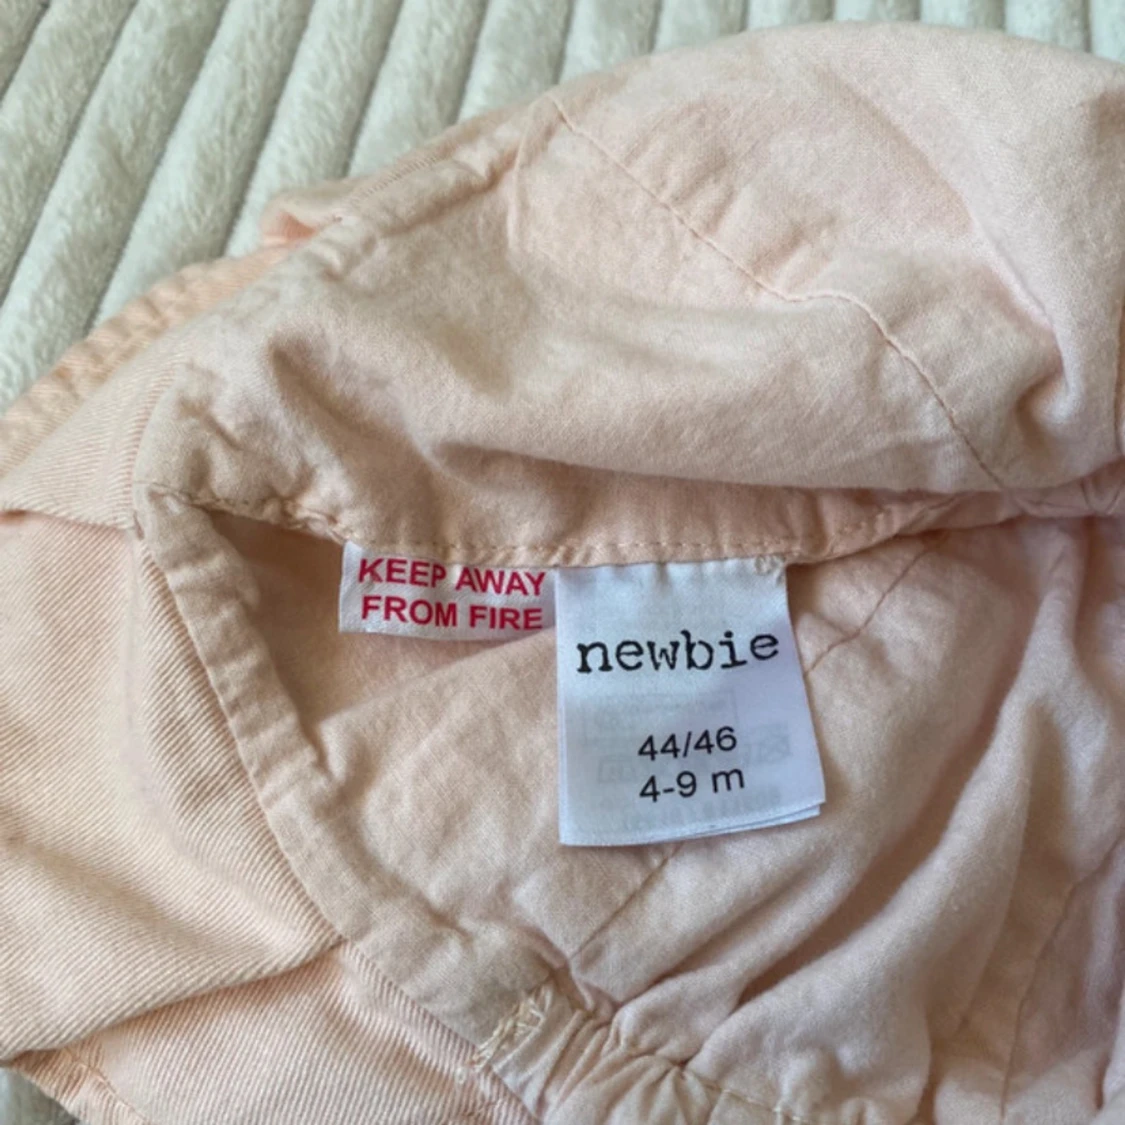 KEEP AWAY
FROM FIRE
newbie
44/46
4-9 m